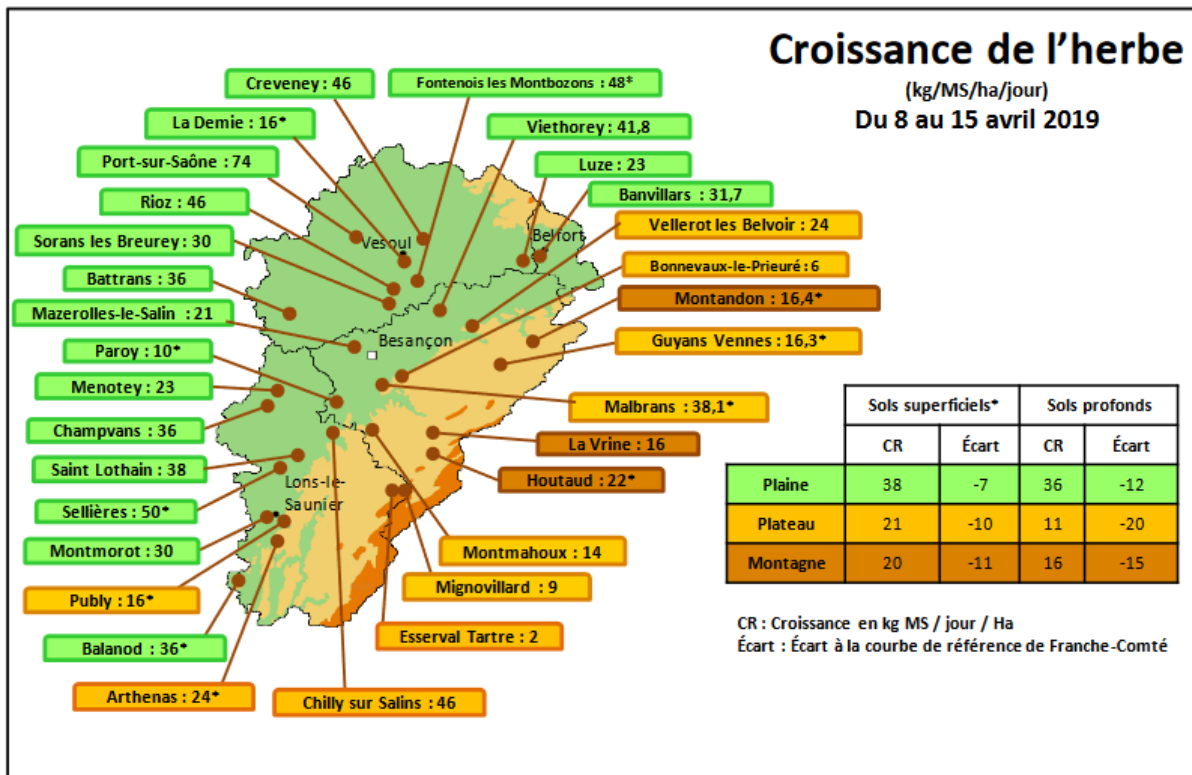 Croissance de l'herbe
(kg/MS/ha/jour)
Du 8 au 15 avril 2019
Creveney : 46
Fontenois les Montbozons : 48*
La Demie : 16*
Viethorey : 41,8
Port-sur-Saône : 74
Luze : 23
Rioz : 46
Banvillars : 31,7
Sorans les Breurey : 30
Vellerot les Belvoir : 24
Battrans : 36
Bonnevaux-le-Prieuré : 6
Mazerolles-le-Salin : 21
Montandon : 16,4*
Paroy : 10*
Guyans Vennes : 16,3*
Menotey : 23
Malbrans : 38,1*
Champvans : 36
La Vrine : 16
Saint Lothain : 38
Houtaud : 22*
Sellières : 50*
Montmorot : 30
Montmahoux : 14
Publy : 16*
Mignovillard : 9
Balanod : 36*
Esserval Tartre : 2
Arthenas : 24*
Chilly sur Salins : 46
Vesoul
Belfort
Besançon
Lons-le-
Saunier
Sols superficiels* Sols profonds
CR Écart CR Écart
Plaine 38 -7 36 -12
Plateau 21 -10 11 -20
Montagne 20 -11 16 -15
CR : Croissance en kg MS / jour / Ha
Écart : Écart à la courbe de référence de Franche-Comté